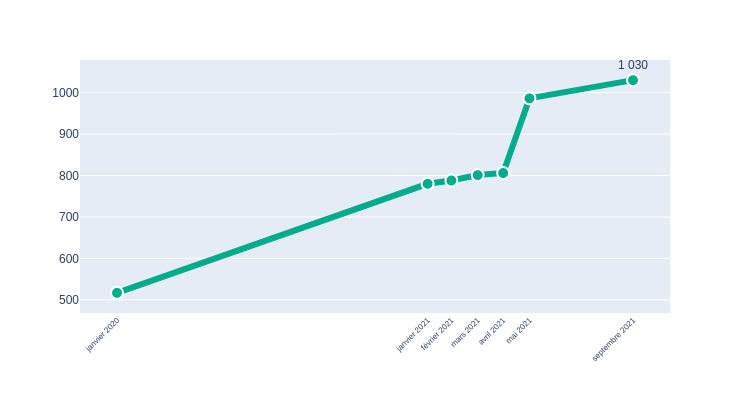 1 030
1000
900
800
700
600
500
janvier 2020
janvier 2021
février 2021
mars 2021
avril 2021
mai 2021
septembre 2021